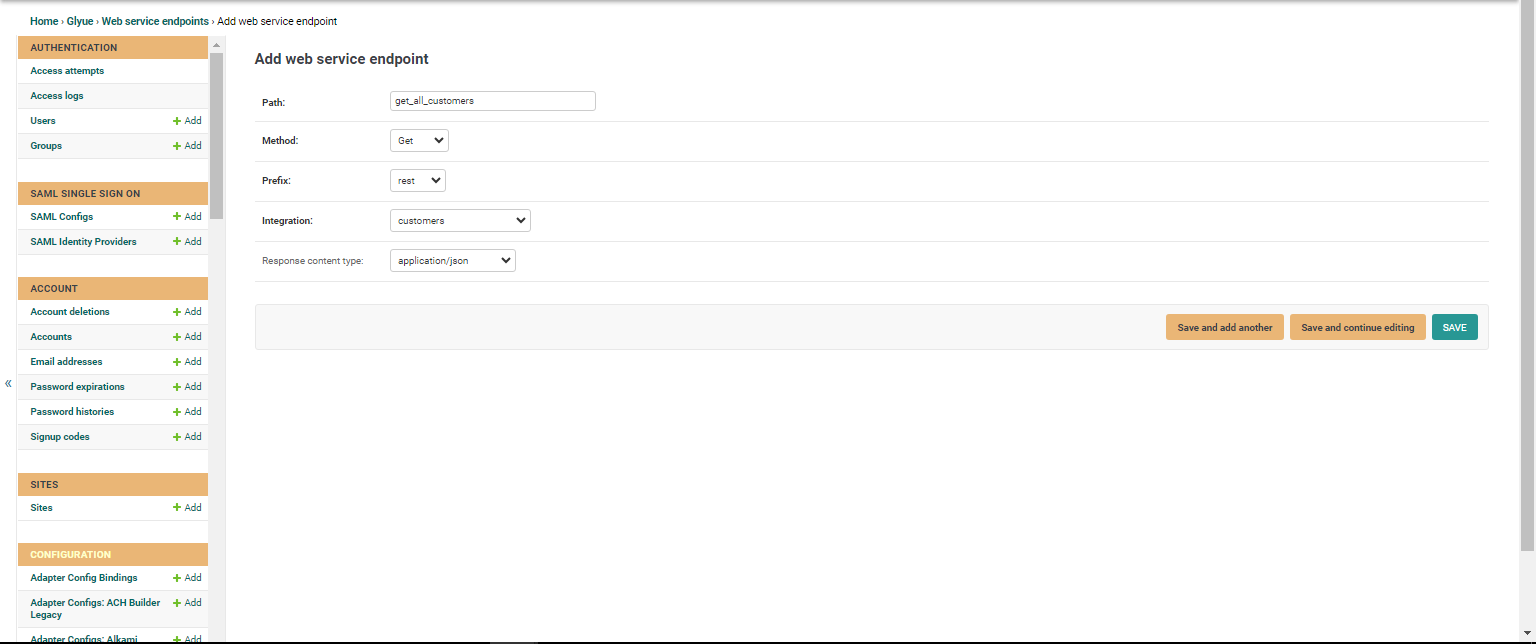 Home › Glyue › Web service endpoints › Add web service endpoint
AUTHENTICATION
Access attempts
Access logs
Users + Add
Groups + Add
SAML SINGLE SIGN ON
SAML Configs + Add
SAML Identity Providers + Add
ACCOUNT
Account deletions + Add
Accounts + Add
Email addresses + Add
Password expirations + Add
Password histories + Add
Signup codes + Add
SITES
Sites + Add
CONFIGURATION
Adapter Config Bindings + Add
Adapter Configs: ACH Builder + Add
Legacy
Adapter Configs: Alkami + Add
«
Add web service endpoint
Path: get_all_customers
Method: Get
Prefix: rest
Integration: customers
Response content type: application/json
Save and add another Save and continue editing SAVE